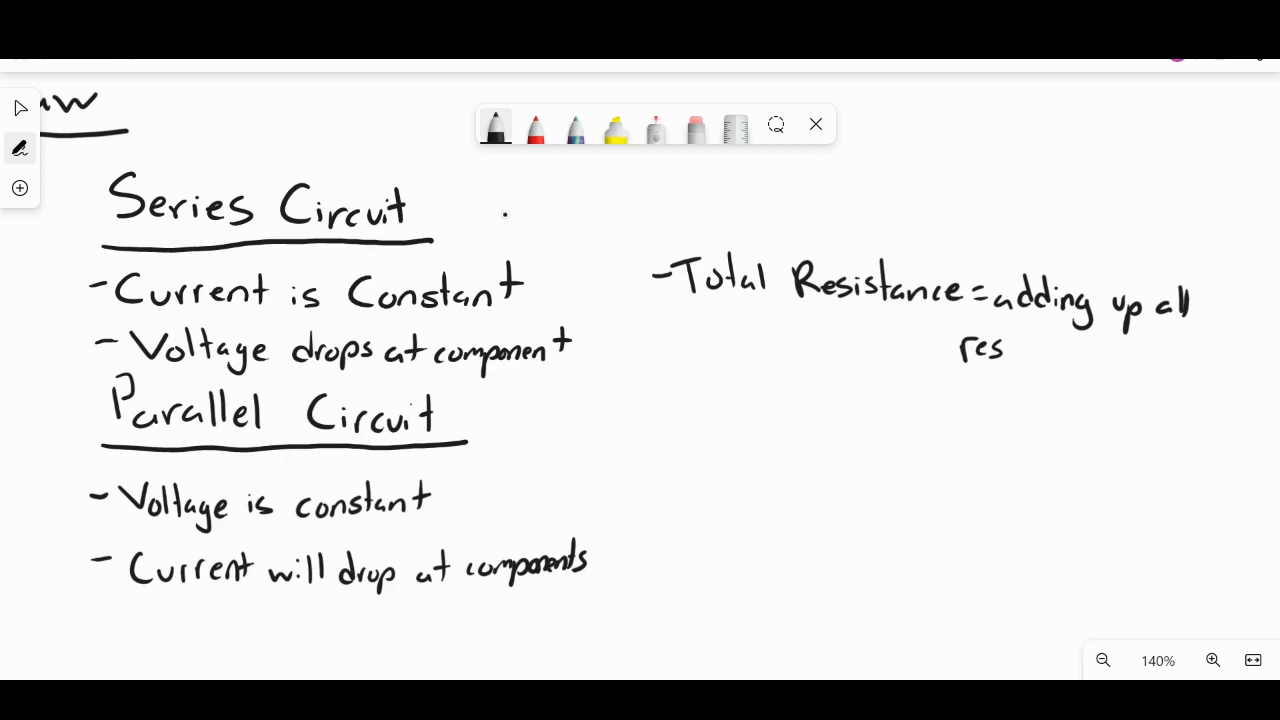 aw
Series Circuit
- Current is Constant
- Voltage drops at component
- Total Resistance = adding up all
res
Parallel Circuit
- Voltage is constant
- Current will drop at components
140%